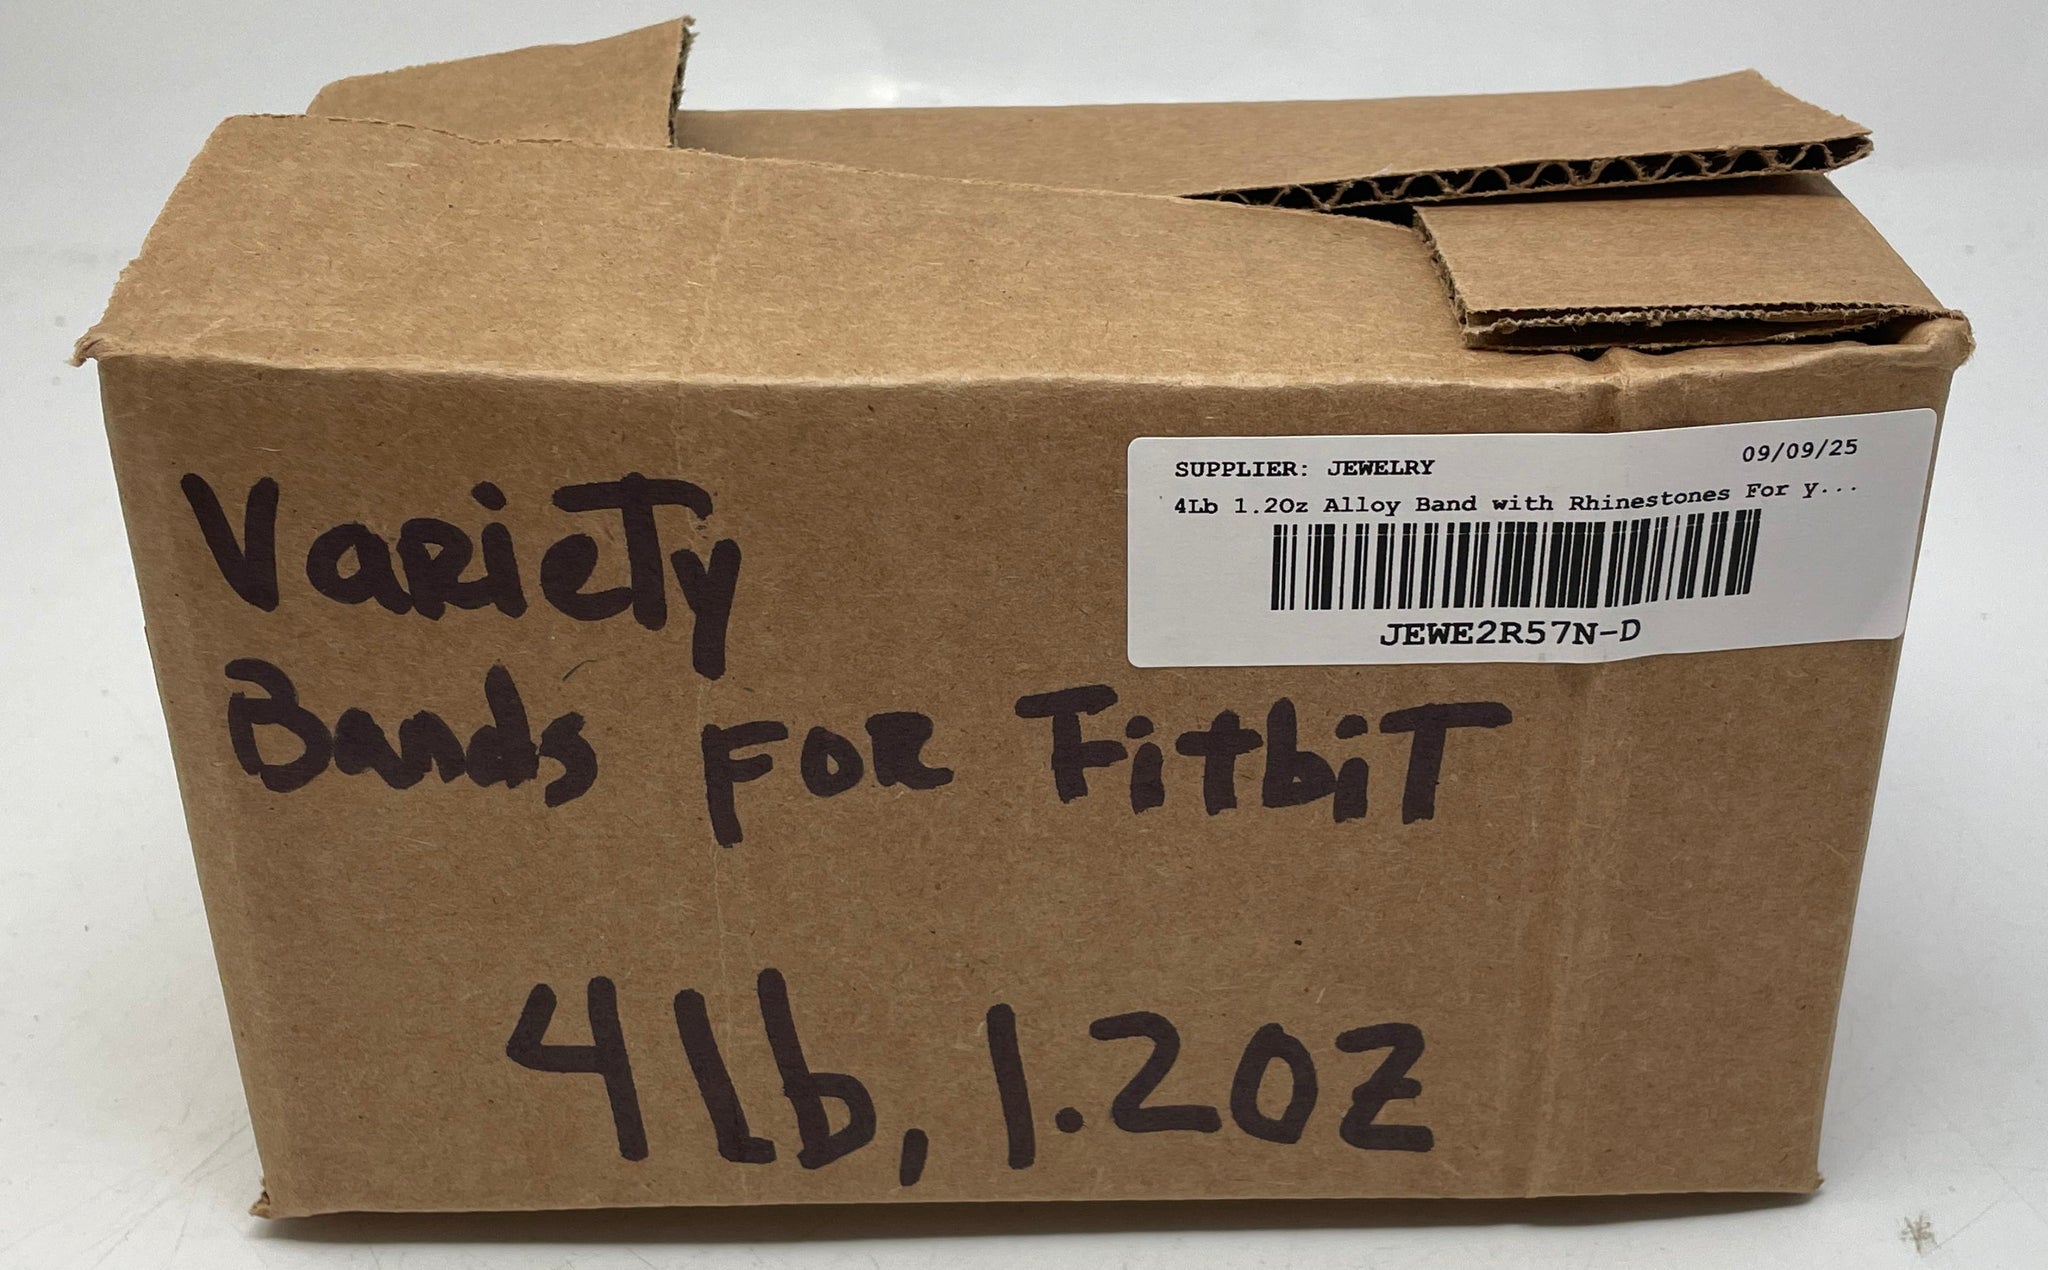 SUPPLIER: JEWELRY 09/09/25
4Lb 1.2Oz Alloy Band with Rhinestones For y...
JEWE2R57N-D
Variety
Bands FOR FitbiT
4Lb, 1.2OZ